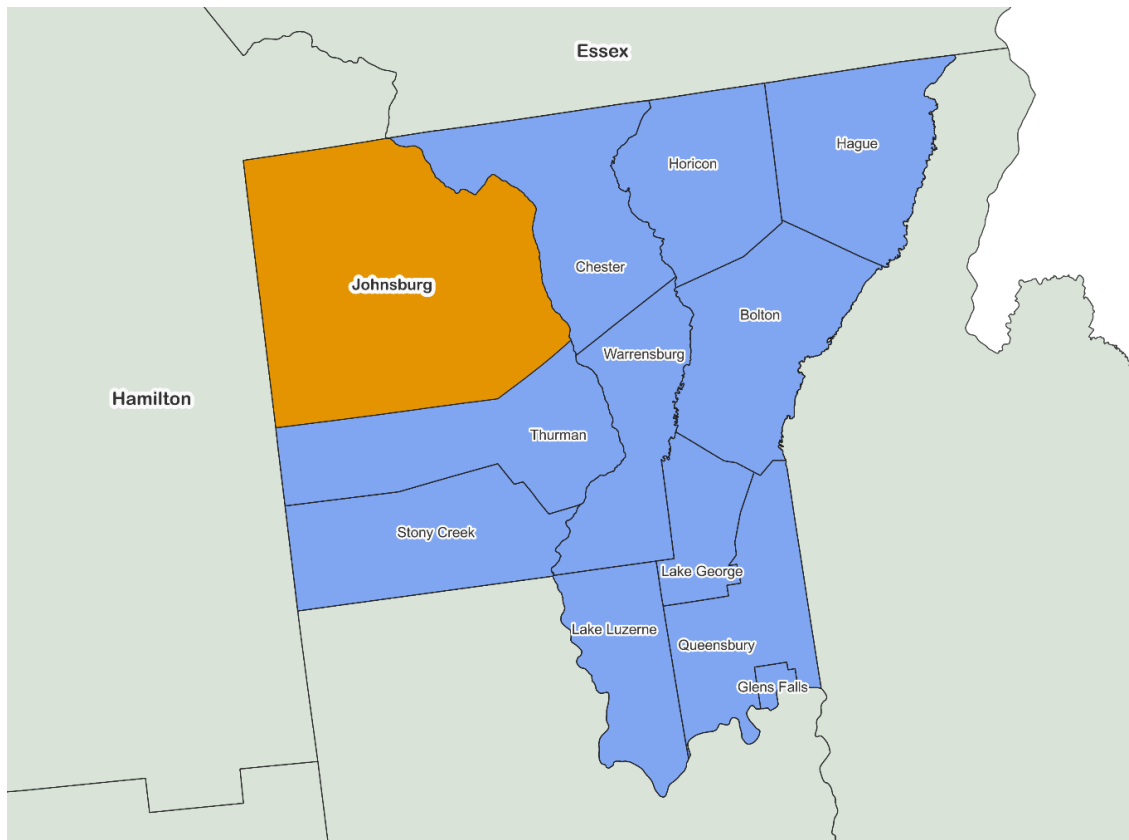 Essex
Hague
Horicon
Chester
Johnsburg
Bolton
Warrensburg
Hamilton
Thurman
Stony Creek
Lake George
Lake Luzerne
Queensbury
Glens Falls